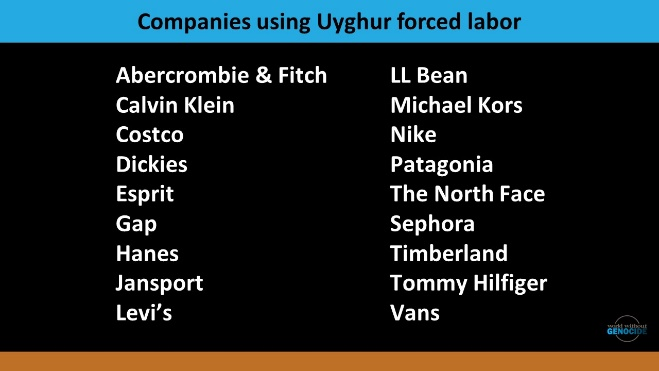 Companies using Uyghur forced labor
Abercrombie & Fitch
Calvin Klein
Costco
Dickies
Esprit
Gap
Hanes
Jansport
Levi’s
LL Bean
Michael Kors
Nike
Patagonia
The North Face
Sephora
Timberland
Tommy Hilfiger
Vans
world without
GENOCIDE